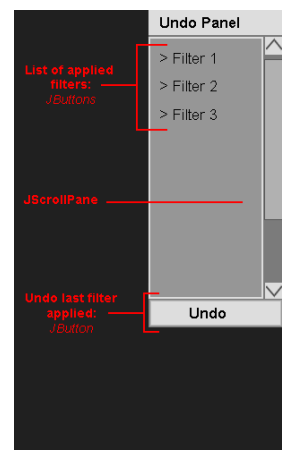 Undo Panel
List of applied
filters:
JButtons
> Filter 1
> Filter 2
> Filter 3
JScrollPane
Undo last filter
applied:
JButton
Undo